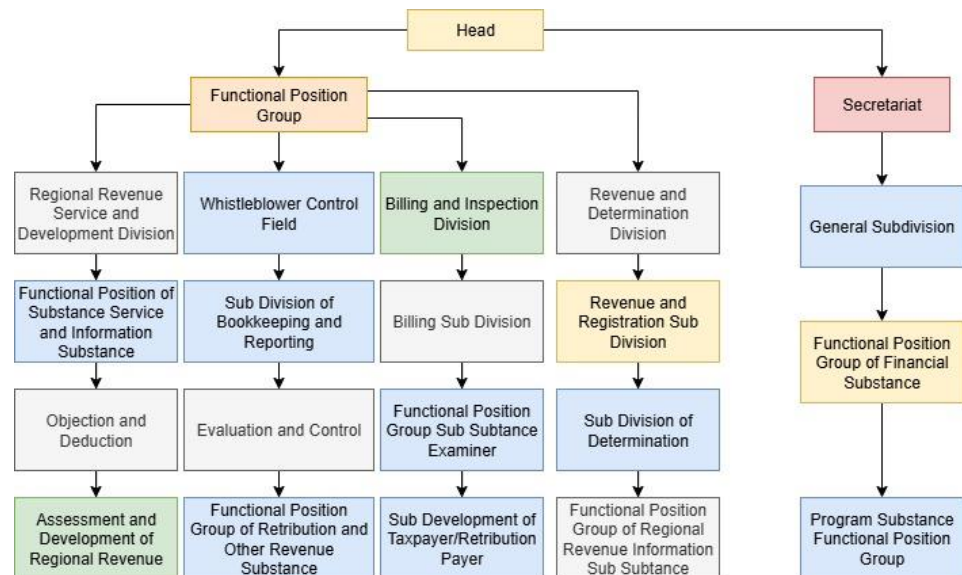 Head
Functional Position
Group
Secretariat
Regional Revenue
Service and
Development Division
Whistleblower Control
Field
Billing and Inspection
Division
Revenue and
Determination
Division
General Subdivision
Functional Position of
Substance Service
and Information
Substance
Sub Division of
Bookkeeping and
Reporting
Billing Sub Division
Revenue and
Registration Sub
Division
Functional Position
Group of Financial
Substance
Objection and
Deduction
Evaluation and Control
Functional Position
Group Sub Subtance
Examiner
Sub Division of
Determination
Assessment and
Development of
Regional Revenue
Functional Position
Group of Retribution and
Other Revenue
Substance
Sub Development of
Taxpayer/Retribution
Payer
Functional Position
Group of Regional
Revenue Information
Sub Substance
Program Substance
Functional Position
Group